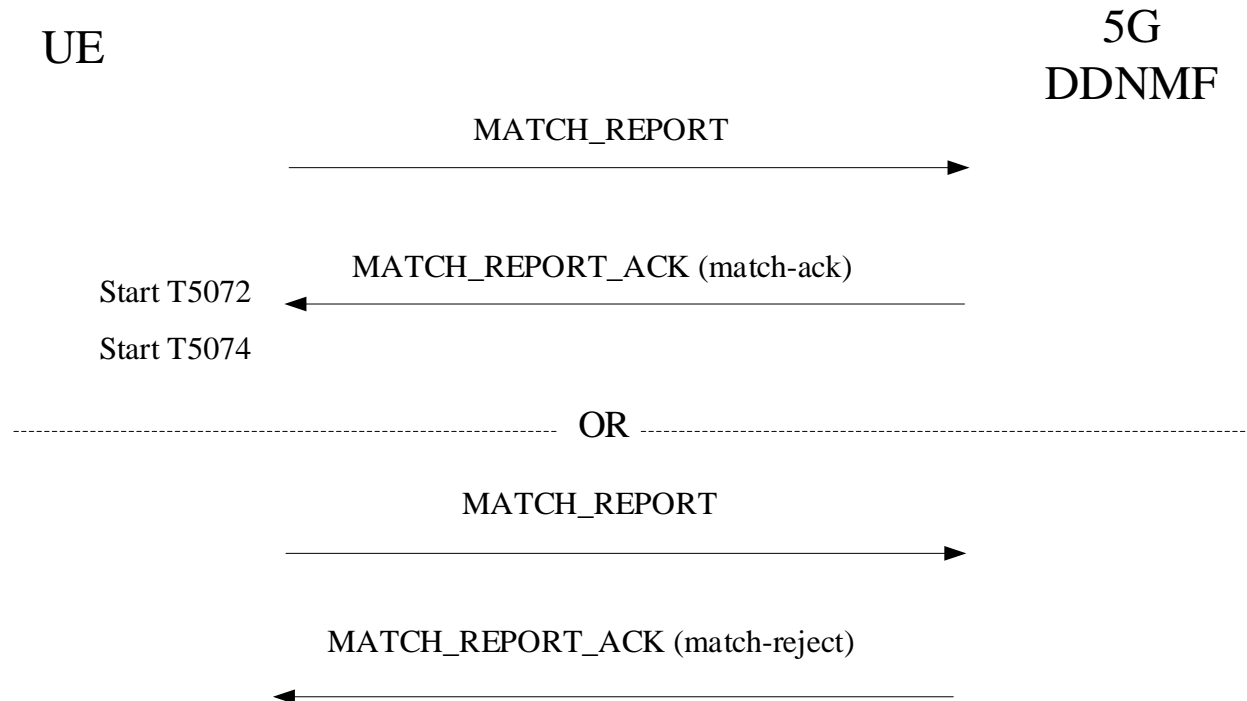 UE
5G
DDNMF
MATCH_REPORT
MATCH_REPORT_ACK (match-ack)
Start T5072
Start T5074
OR
MATCH_REPORT
MATCH_REPORT_ACK (match-reject)